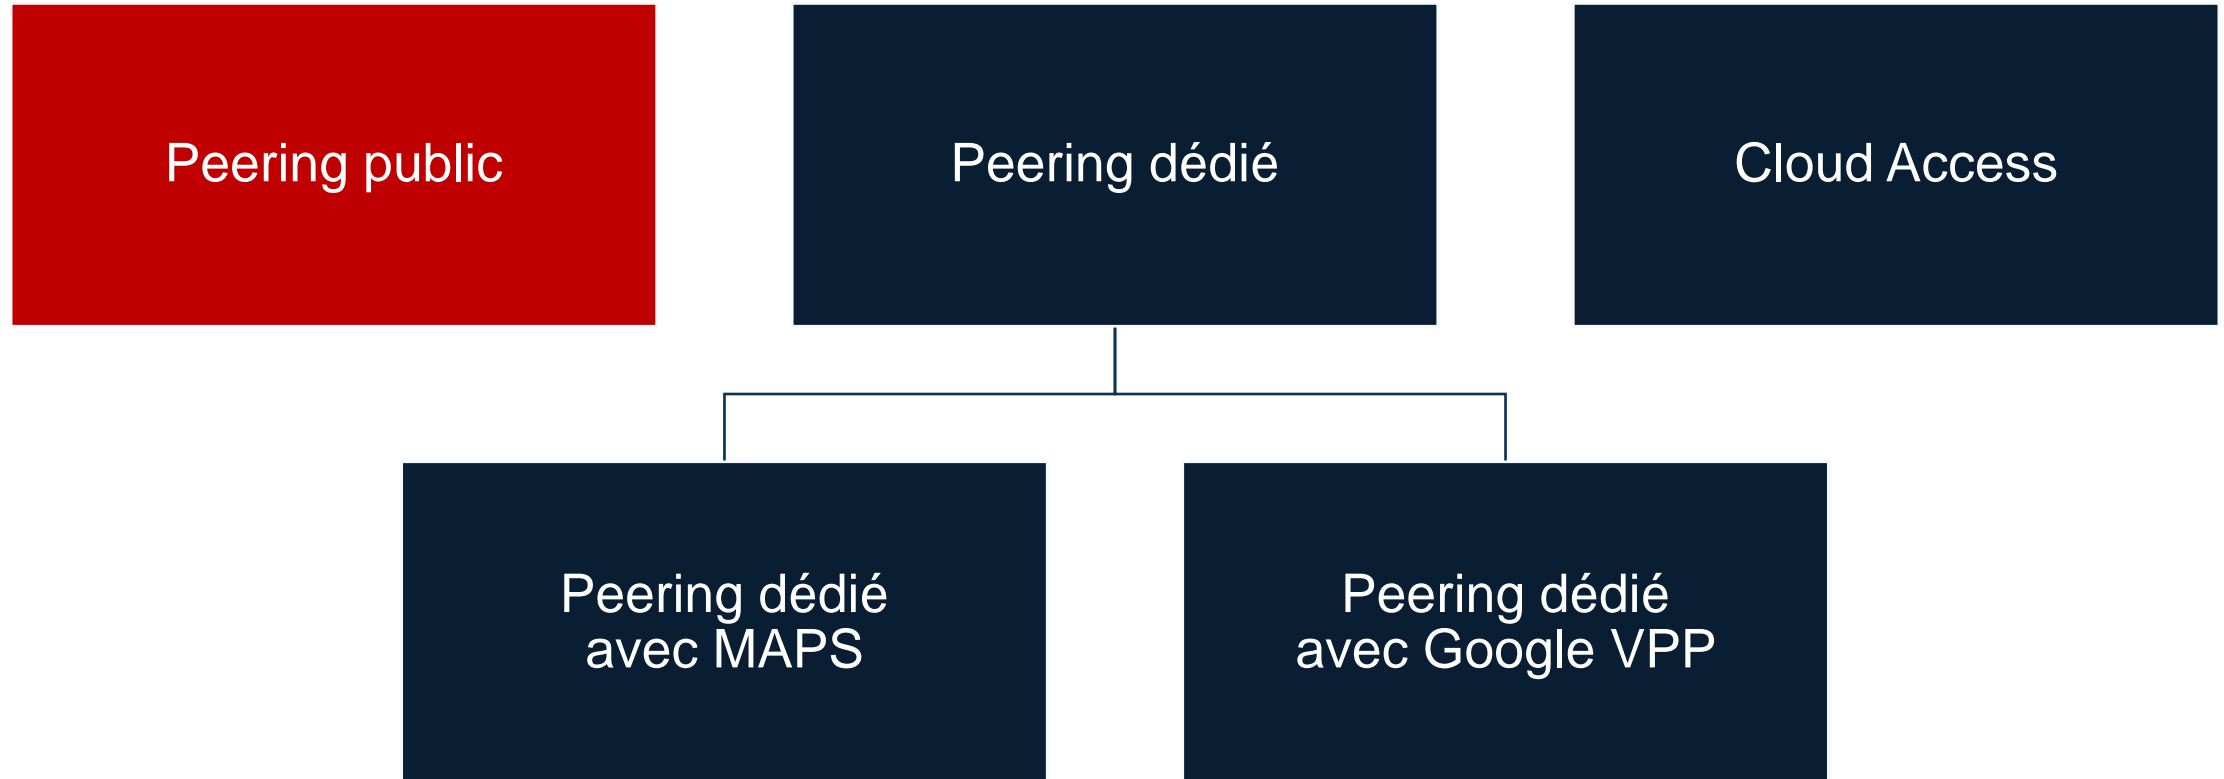 Peering public
Peering dédié
Cloud Access
Peering dédié
avec MAPS
Peering dédié
avec Google VPP